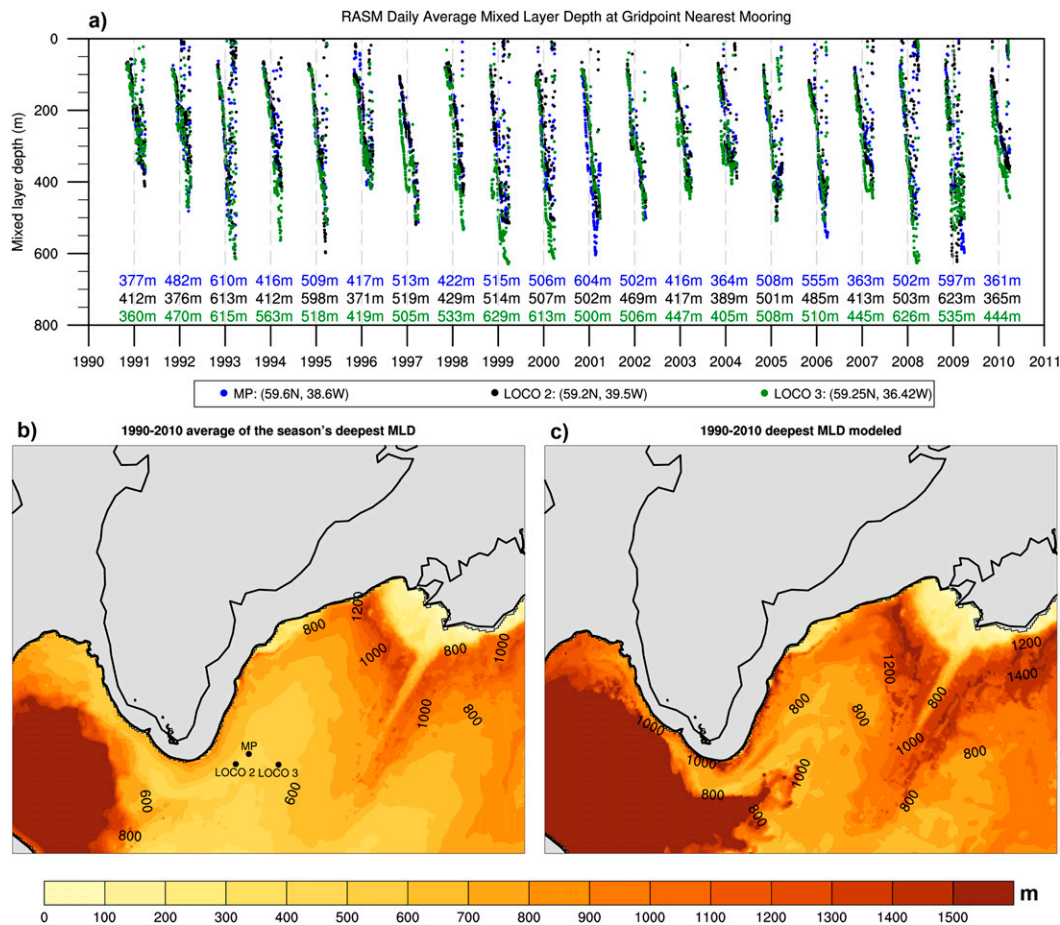 a)
RASM Daily Average Mixed Layer Depth at Gridpoint Nearest Mooring
Mixed layer depth (m)
0
200
400
600
800
377m 482m 610m 416m 509m 417m 513m 422m 515m 506m 604m 502m 416m 364m 508m 555m 363m 502m 597m 361m
412m 376m 613m 412m 598m 371m 519m 429m 514m 507m 502m 469m 417m 389m 501m 485m 413m 503m 623m 365m
360m 470m 615m 563m 518m 419m 505m 533m 629m 613m 500m 506m 447m 405m 508m 510m 445m 626m 535m 444m
1990 1991 1992 1993 1994 1995 1996 1997 1998 1999 2000 2001 2002 2003 2004 2005 2006 2007 2008 2009 2010 2011
MP: (59.6N, 38.6W) LOCO 2: (59.2N, 39.5W) LOCO 3: (59.25N, 36.42W)
b)
1990-2010 average of the season's deepest MLD
1200
800
1000
800
1000
1000
800
MP
LOCO 2 LOCO 3
600
600
800
c)
1990-2010 deepest MLD modeled
1200
1400
1200
800
800
800
1000
800
1000
1000
800
800
m
0 100 200 300 400 500 600 700 800 900 1000 1100 1200 1300 1400 1500